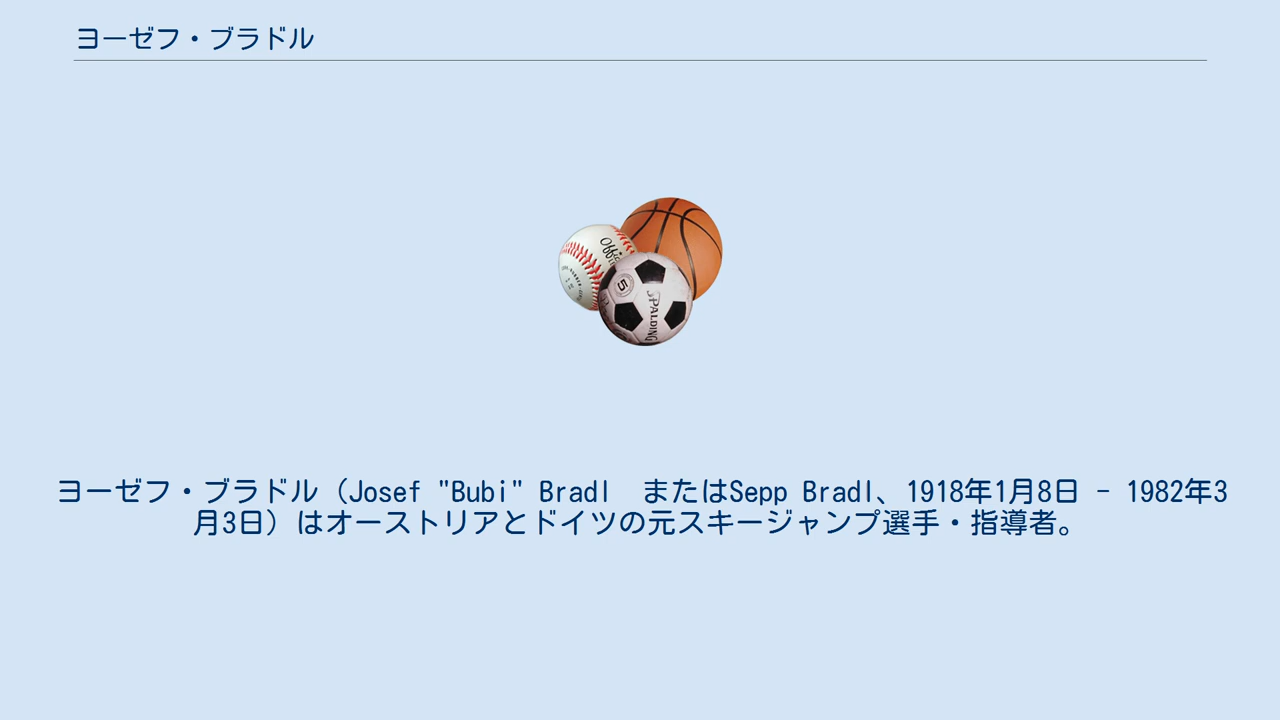 ヨーゼフ・ブラドル
Offic
5
SPALDING
ヨーゼフ・ブラドル（Josef "Bubi" Bradl　またはSepp Bradl、1918年1月8日 - 1982年3
月3日）はオーストリアとドイツの元スキージャンプ選手・指導者。